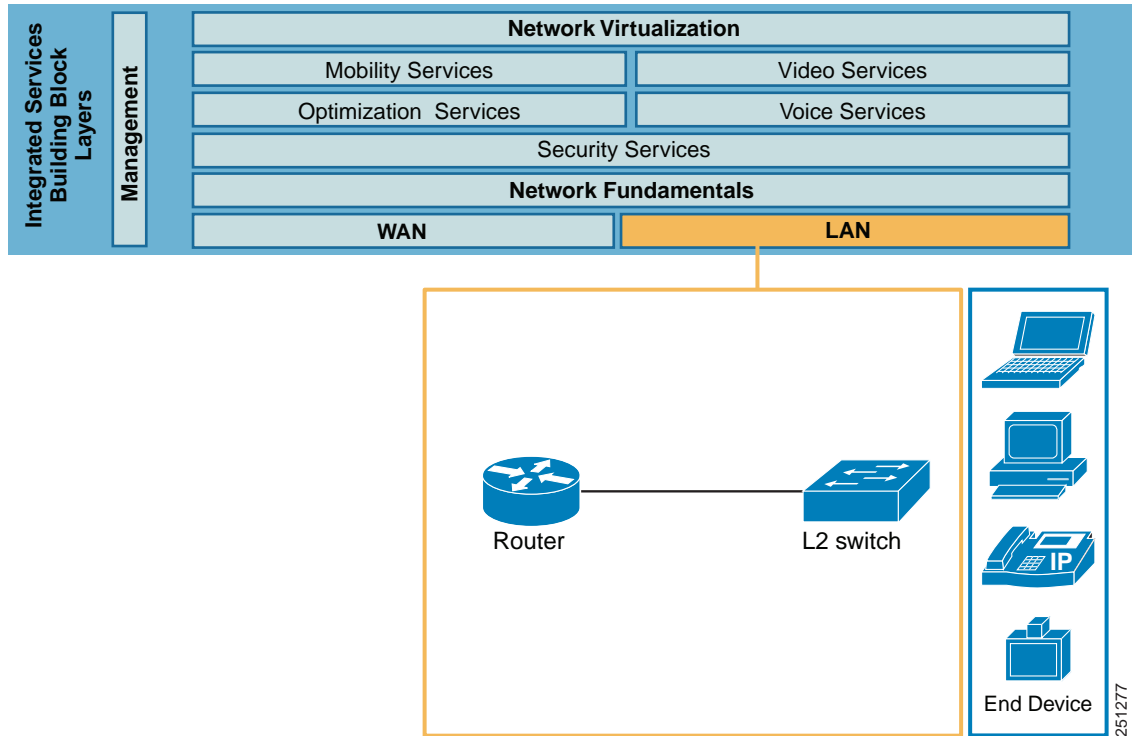 Integrated Services
Building Block
Layers
Management
Network Virtualization
Mobility Services
Video Services
Optimization Services
Voice Services
Security Services
Network Fundamentals
WAN
LAN
Router
L2 switch
IP
End Device
251277